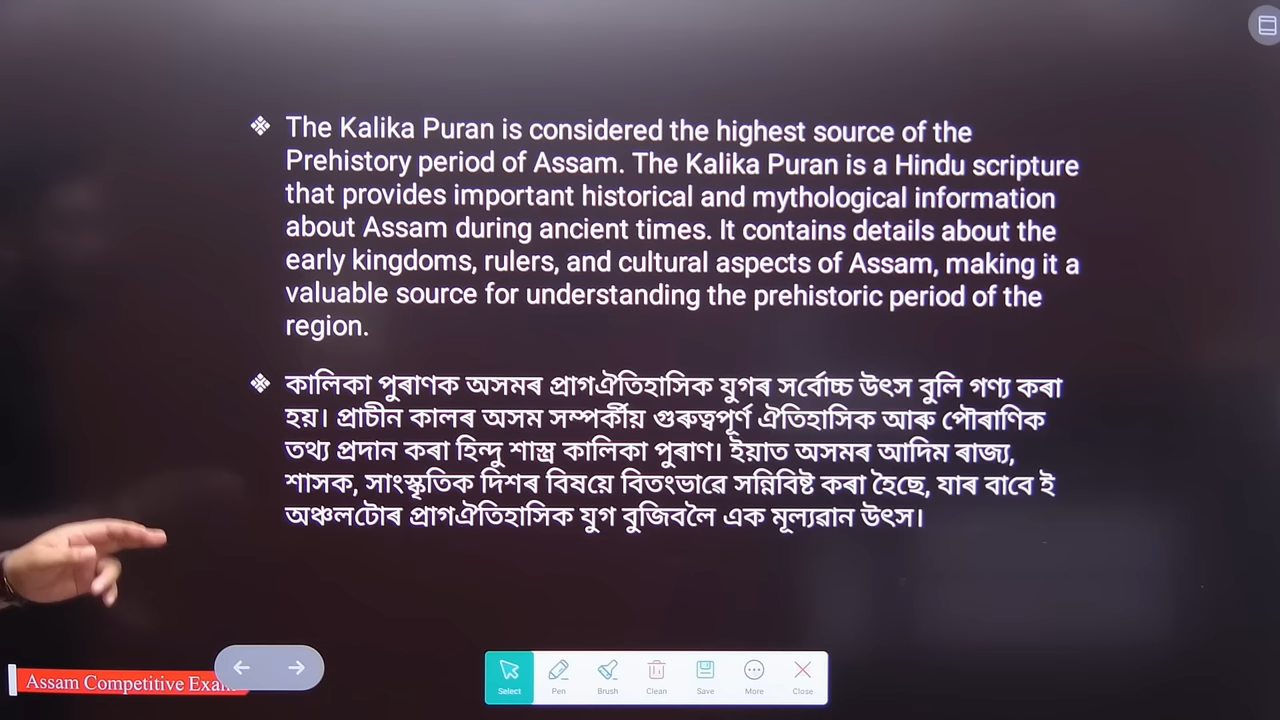 ❖ The Kalika Puran is considered the highest source of the
Prehistory period of Assam. The Kalika Puran is a Hindu scripture
that provides important historical and mythological information
about Assam during ancient times. It contains details about the
early kingdoms, rulers, and cultural aspects of Assam, making it a
valuable source for understanding the prehistoric period of the
region.
❖ কালিকা পুৰাণক অসমৰ প্ৰাগঐতিহাসিক যুগৰ সৰ্বোচ্চ উৎস বুলি গণ্য কৰা
হয়। প্ৰাচীন কালৰ অসম সম্পৰ্কীয় গুৰুত্বপূৰ্ণ ঐতিহাসিক আৰু পৌৰাণিক
তথ্য প্ৰদান কৰা হিন্দু শাস্ত্ৰ কালিকা পুৰাণ। ইয়াত অসমৰ আদিম ৰাজ্য,
শাসক, সাংস্কৃতিক দিশৰ বিষয়ে বিতংভাৱে সন্নিবিষ্ট কৰা হৈছে, যাৰ বাবে ই
অঞ্চলটোৰ প্ৰাগঐতিহাসিক যুগ বুজিবলৈ এক মূল্যৱান উৎস।
Assam Competitive
Select Pen Brush Clean Save More Close